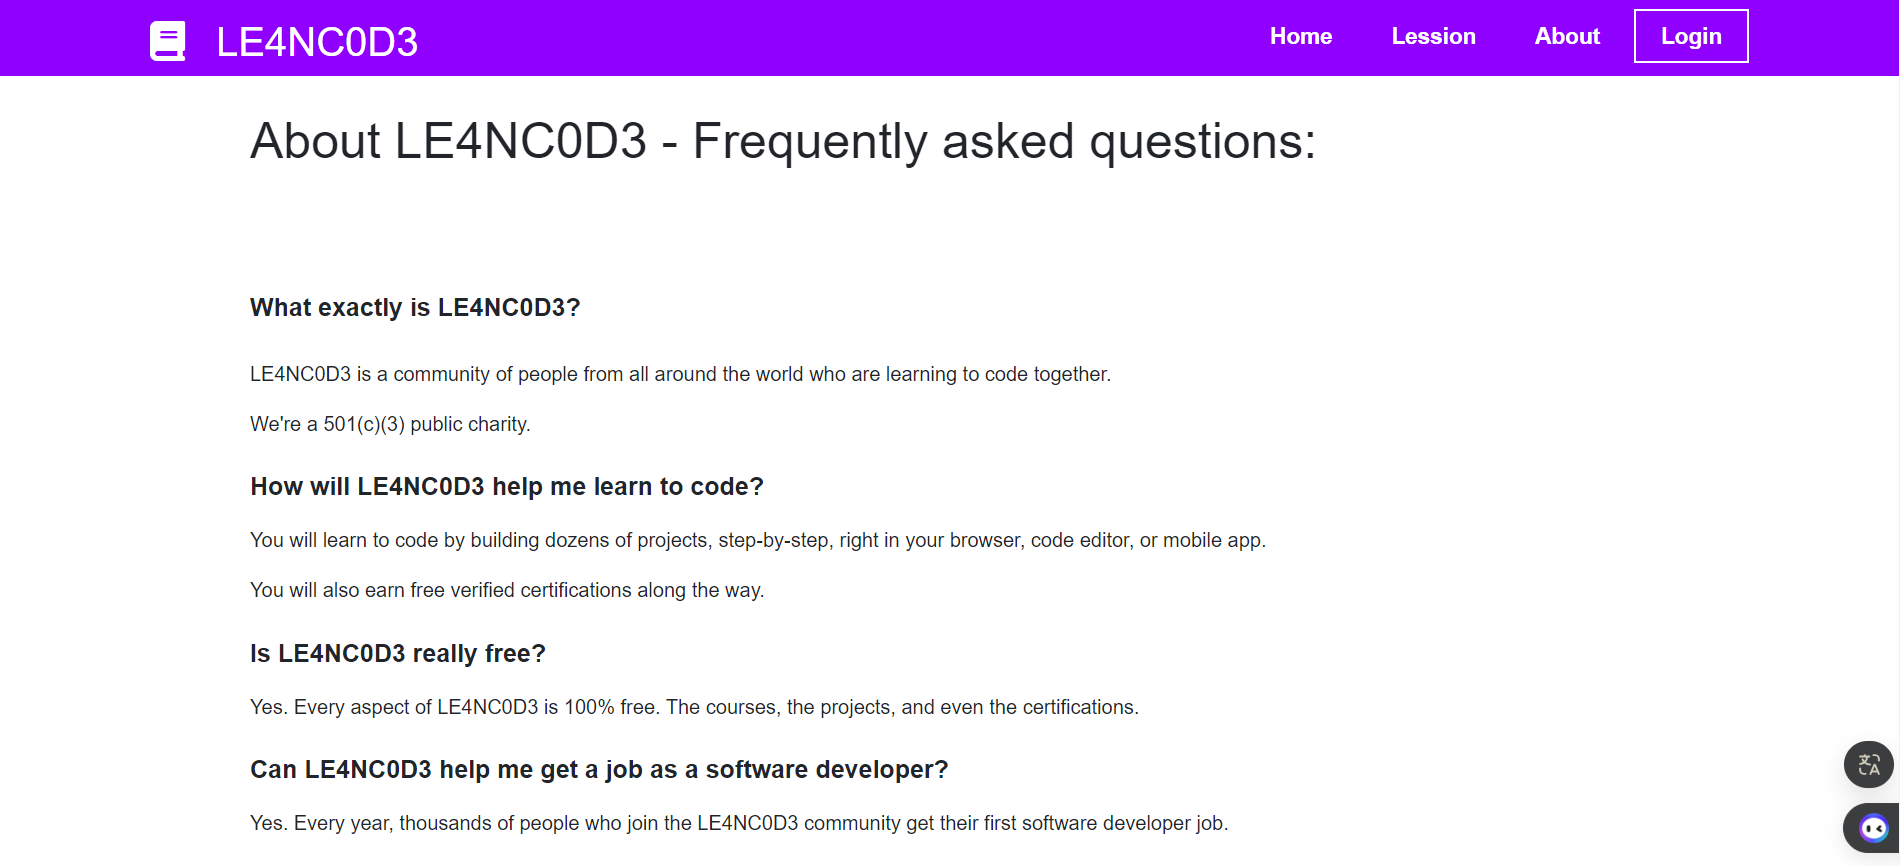 LE4NC0D3
Home Lession About Login
About LE4NC0D3 - Frequently asked questions:
What exactly is LE4NC0D3?
LE4NC0D3 is a community of people from all around the world who are learning to code together.
We're a 501(c)(3) public charity.
How will LE4NC0D3 help me learn to code?
You will learn to code by building dozens of projects, step-by-step, right in your browser, code editor, or mobile app.
You will also earn free verified certifications along the way.
Is LE4NC0D3 really free?
Yes. Every aspect of LE4NC0D3 is 100% free. The courses, the projects, and even the certifications.
Can LE4NC0D3 help me get a job as a software developer?
Yes. Every year, thousands of people who join the LE4NC0D3 community get their first software developer job.